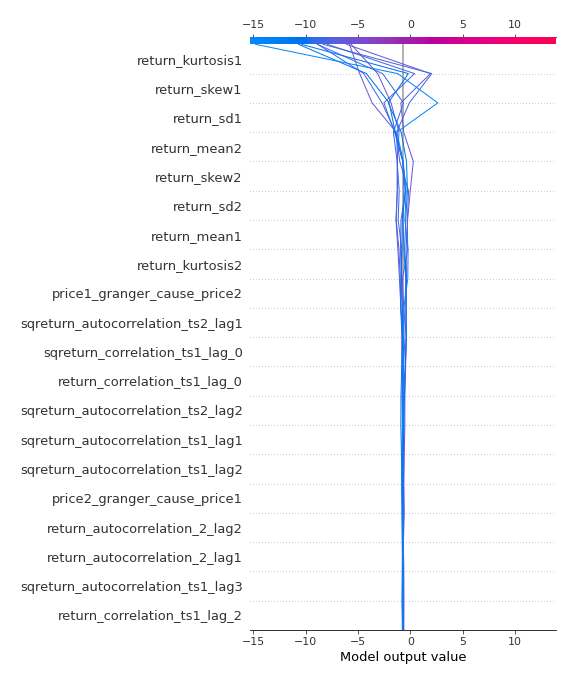 −15 −10 −5 0 5 10
return_kurtosis1
return_skew1
return_sd1
return_mean2
return_skew2
return_sd2
return_mean1
return_kurtosis2
price1_granger_cause_price2
sqreturn_autocorrelation_ts2_lag1
sqreturn_correlation_ts1_lag_0
return_correlation_ts1_lag_0
sqreturn_autocorrelation_ts2_lag2
sqreturn_autocorrelation_ts1_lag1
sqreturn_autocorrelation_ts1_lag2
price2_granger_cause_price1
return_autocorrelation_2_lag2
return_autocorrelation_2_lag1
sqreturn_autocorrelation_ts1_lag3
return_correlation_ts1_lag_2
−15 −10 −5 0 5 10
Model output value